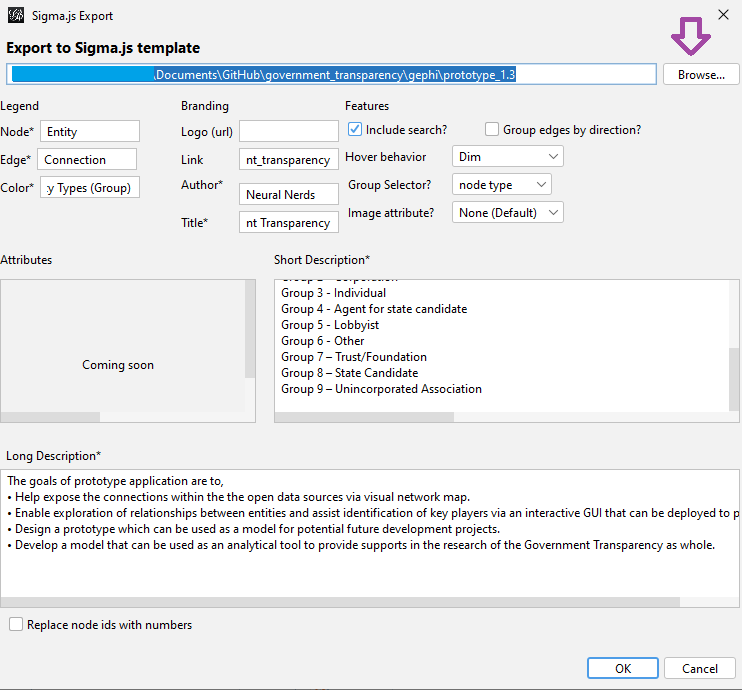 Sigma.js Export
Export to Sigma.js template
\Documents\GitHub\government_transparency\gephi\prototype_1.3
Browse...
Legend
Branding
Features
Node*
Entity
Logo (url)
Include search?
Group edges by direction?
Edge*
Connection
Link
nt_transparency
Hover behavior
Dim
Color*
y Types (Group)
Author*
Neural Nerds
Group Selector?
node type
Title*
nt Transparency
Image attribute?
None (Default)
Attributes
Short Description*
Coming soon
Group 3 - Individual
Group 4 - Agent for state candidate
Group 5 - Lobbyist
Group 6 - Other
Group 7 – Trust/Foundation
Group 8 – State Candidate
Group 9 – Unincorporated Association
Long Description*
The goals of prototype application are to,
• Help expose the connections within the the open data sources via visual network map.
• Enable exploration of relationships between entities and assist identification of key players via an interactive GUI that can be deployed to p
• Design a prototype which can be used as a model for potential future development projects.
• Develop a model that can be used as an analytical tool to provide supports in the research of the Government Transparency as whole.
Replace node ids with numbers
OK
Cancel